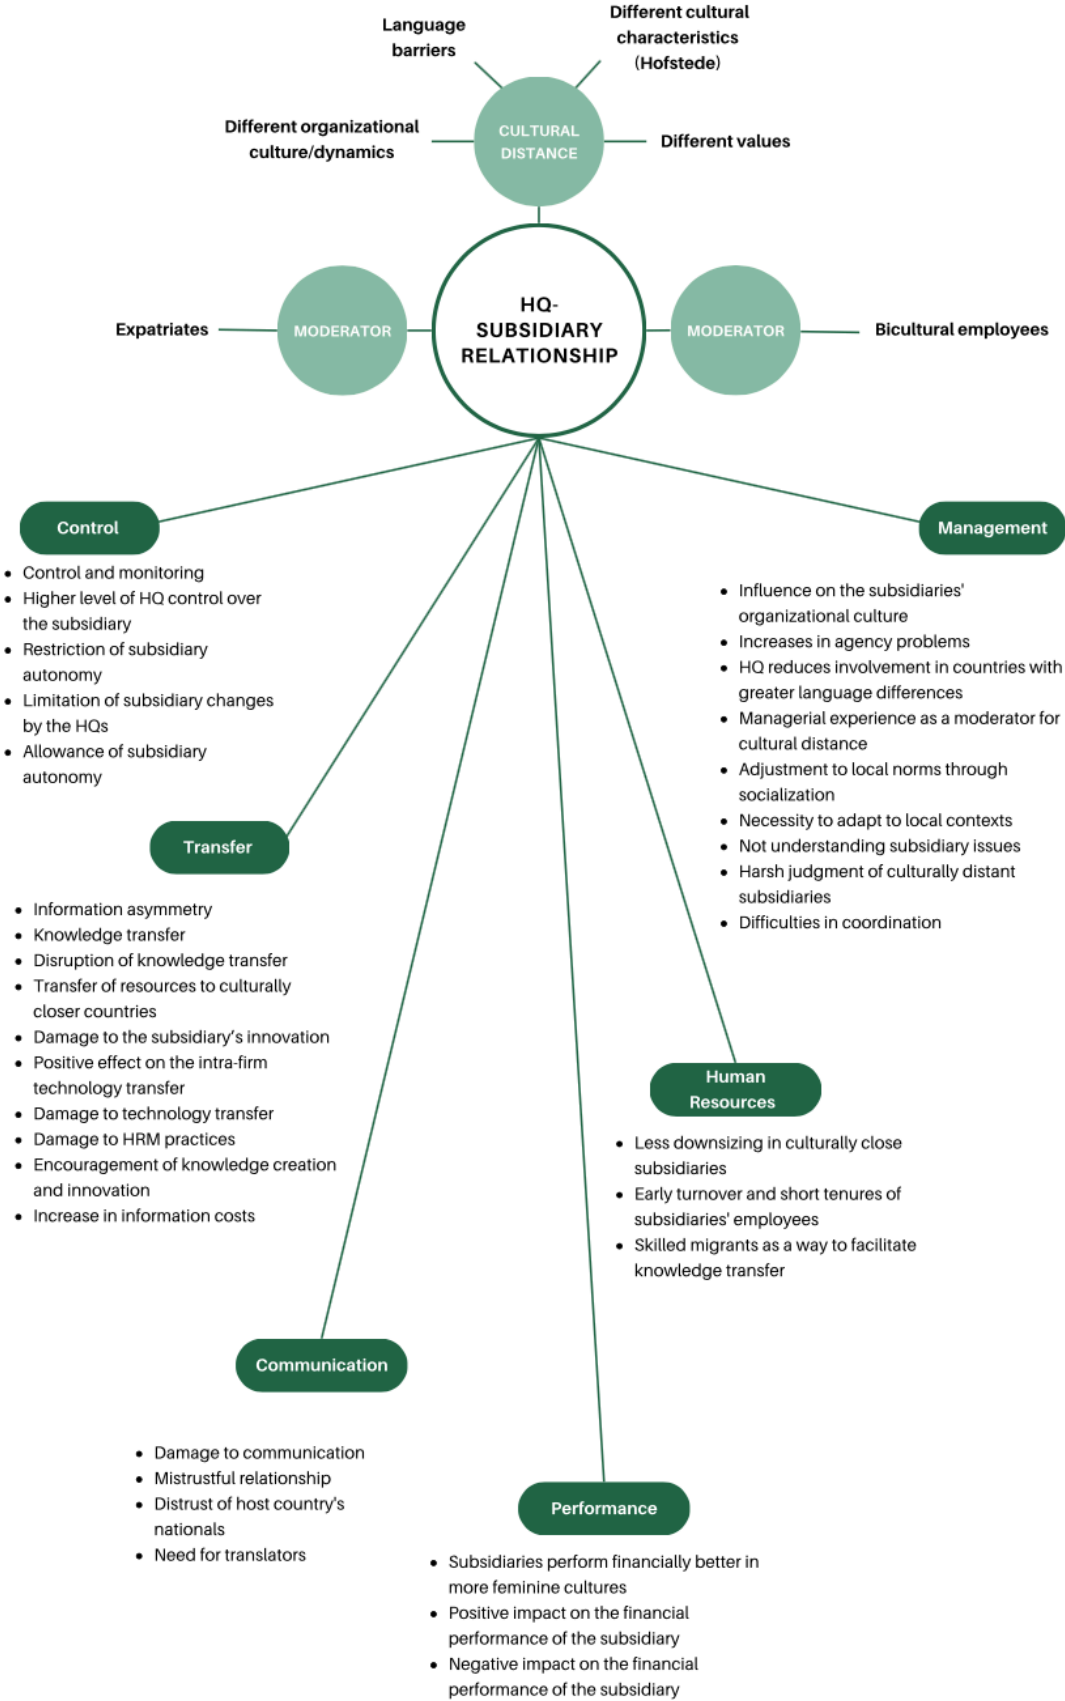 Language
barriers
Different cultural
characteristics
(Hofstede)
Different organizational
culture/dynamics
CULTURAL
DISTANCE
Different values
Expatriates
MODERATOR
HQ-
SUBSIDIARY
RELATIONSHIP
MODERATOR
Bicultural employees
Control
• Control and monitoring
• Higher level of HQ control over
the subsidiary
• Restriction of subsidiary
autonomy
• Limitation of subsidiary changes
by the HQs
• Allowance of subsidiary
autonomy
Management
• Influence on the subsidiaries'
organizational culture
• Increases in agency problems
• HQ reduces involvement in countries with
greater language differences
• Managerial experience as a moderator for
cultural distance
• Adjustment to local norms through
socialization
• Necessity to adapt to local contexts
• Not understanding subsidiary issues
• Harsh judgment of culturally distant
subsidiaries
• Difficulties in coordination
Transfer
• Information asymmetry
• Knowledge transfer
• Disruption of knowledge transfer
• Transfer of resources to culturally
closer countries
• Damage to the subsidiary’s innovation
• Positive effect on the intra-firm
technology transfer
• Damage to technology transfer
• Damage to HRM practices
• Encouragement of knowledge creation
and innovation
• Increase in information costs
Human
Resources
• Less downsizing in culturally close
subsidiaries
• Early turnover and short tenures of
subsidiaries' employees
• Skilled migrants as a way to facilitate
knowledge transfer
Communication
• Damage to communication
• Mistrustful relationship
• Distrust of host country's
nationals
• Need for translators
Performance
• Subsidiaries perform financially better in
more feminine cultures
• Positive impact on the financial
performance of the subsidiary
• Negative impact on the financial
performance of the subsidiary